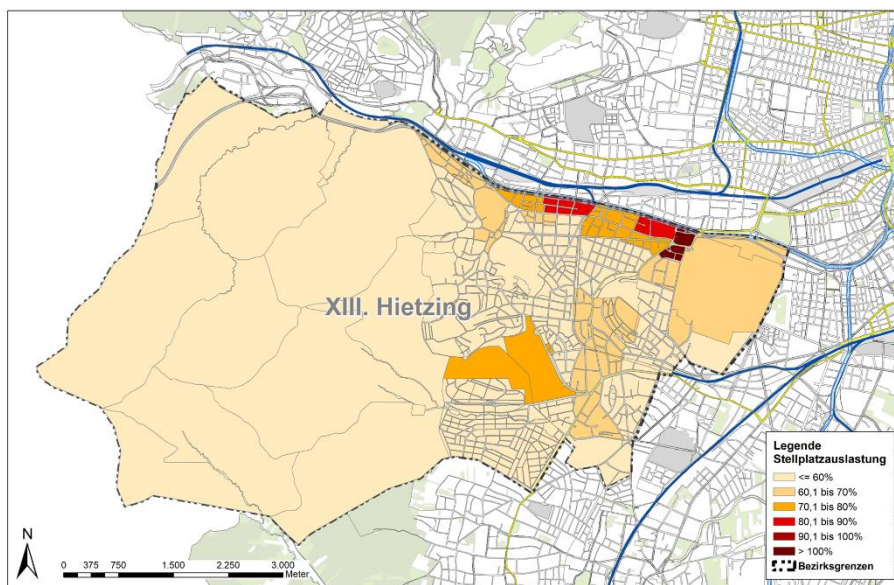 XIII. Hietzing
Legende
Stellplatzauslastung
<= 60%
60,1 bis 70%
70,1 bis 80%
80,1 bis 90%
90,1 bis 100%
> 100%
Bezirksgrenzen
N
0 375 750 1.500 2.250 3.000
Meter